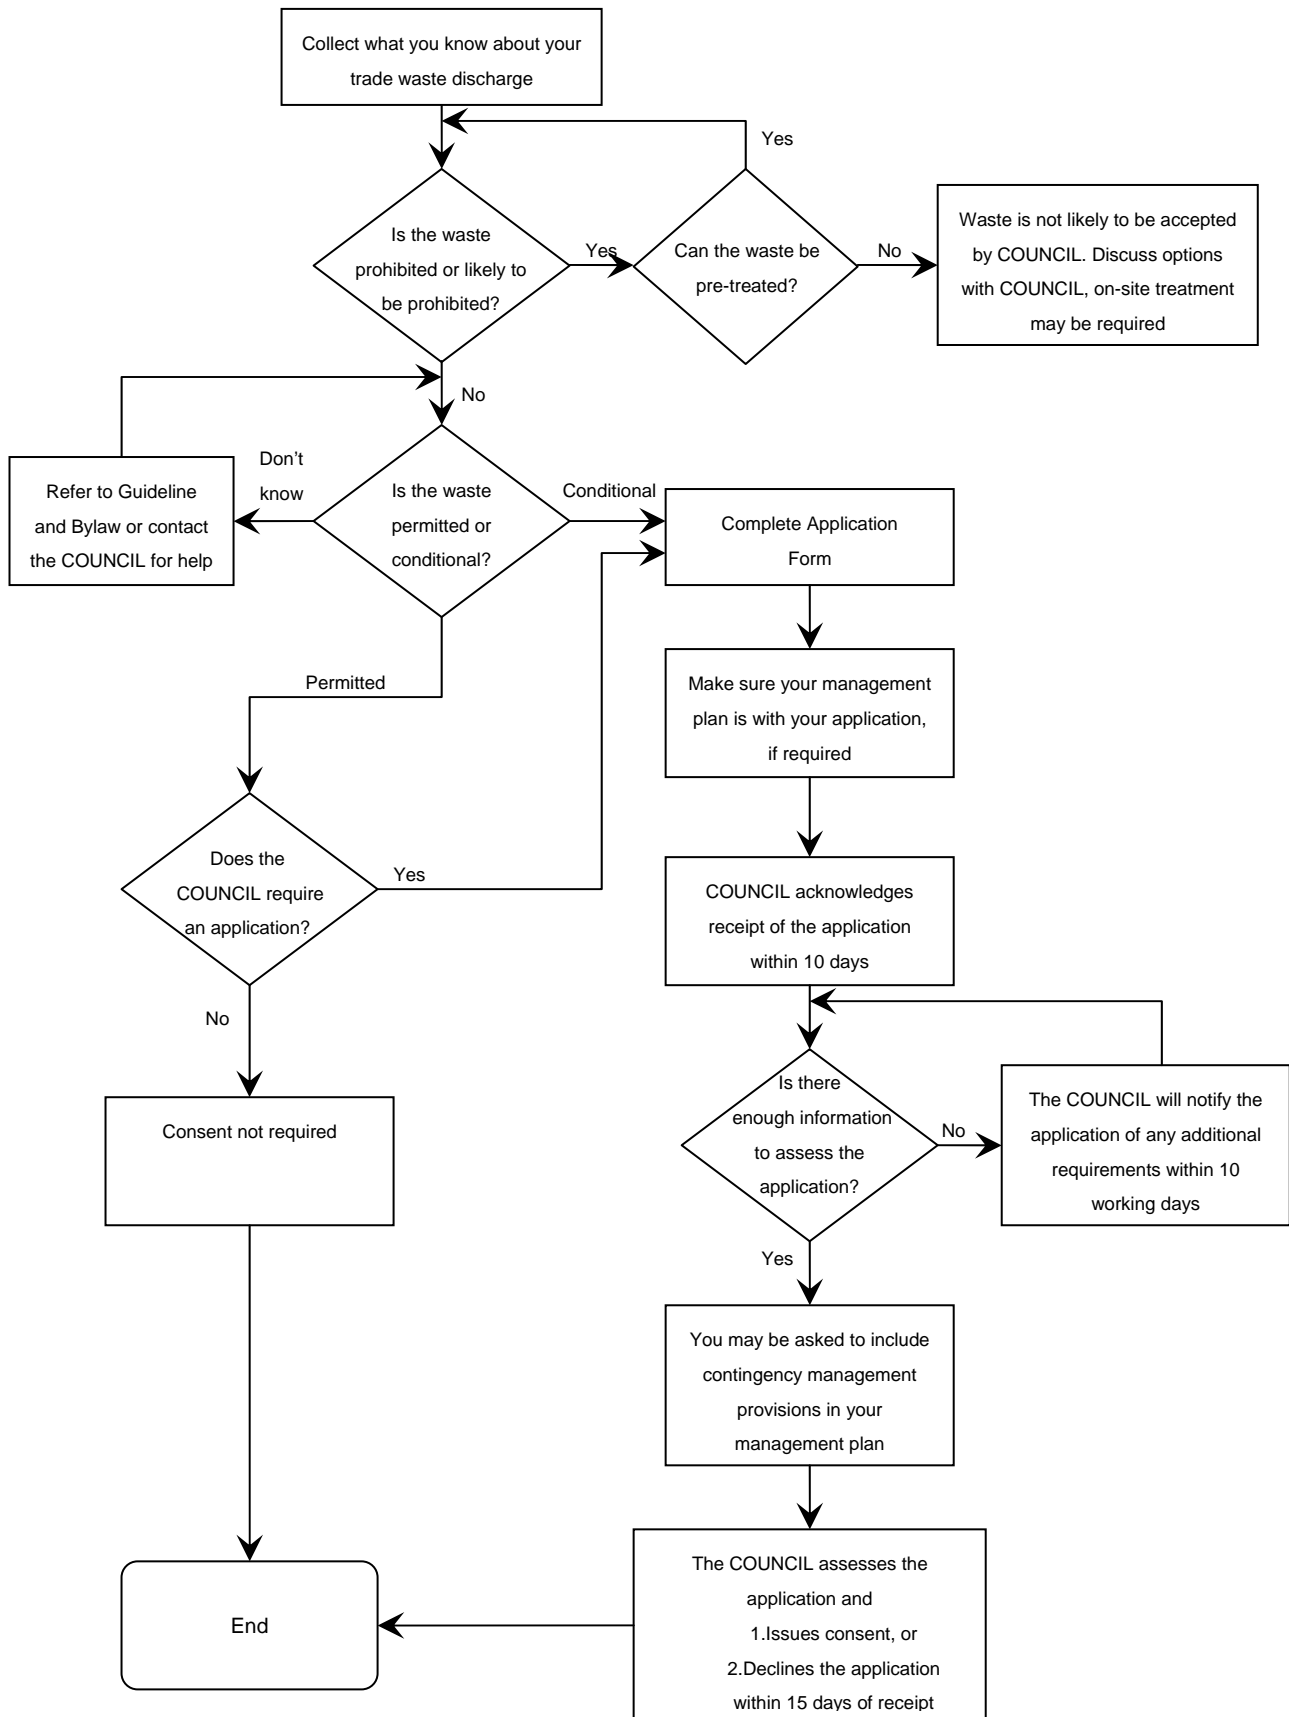 Collect what you know about your
trade waste discharge
Yes
Is the waste
prohibited or likely to
be prohibited?
Yes
Can the waste be
pre-treated?
No
Waste is not likely to be accepted
by COUNCIL. Discuss options
with COUNCIL, on-site treatment
may be required
No
Don't
know
Refer to Guideline
and Bylaw or contact
the COUNCIL for help
Is the waste
permitted or
conditional?
Conditional
Complete Application
Form
Permitted
Make sure your management
plan is with your application,
if required
Does the
COUNCIL require
an application?
Yes
COUNCIL acknowledges
receipt of the application
within 10 days
No
Is there
enough information
to assess the
application?
No
The COUNCIL will notify the
application of any additional
requirements within 10
working days
Consent not required
Yes
You may be asked to include
contingency management
provisions in your
management plan
End
The COUNCIL assesses the
application and
1.Issues consent, or
2.Declines the application
within 15 days of receipt